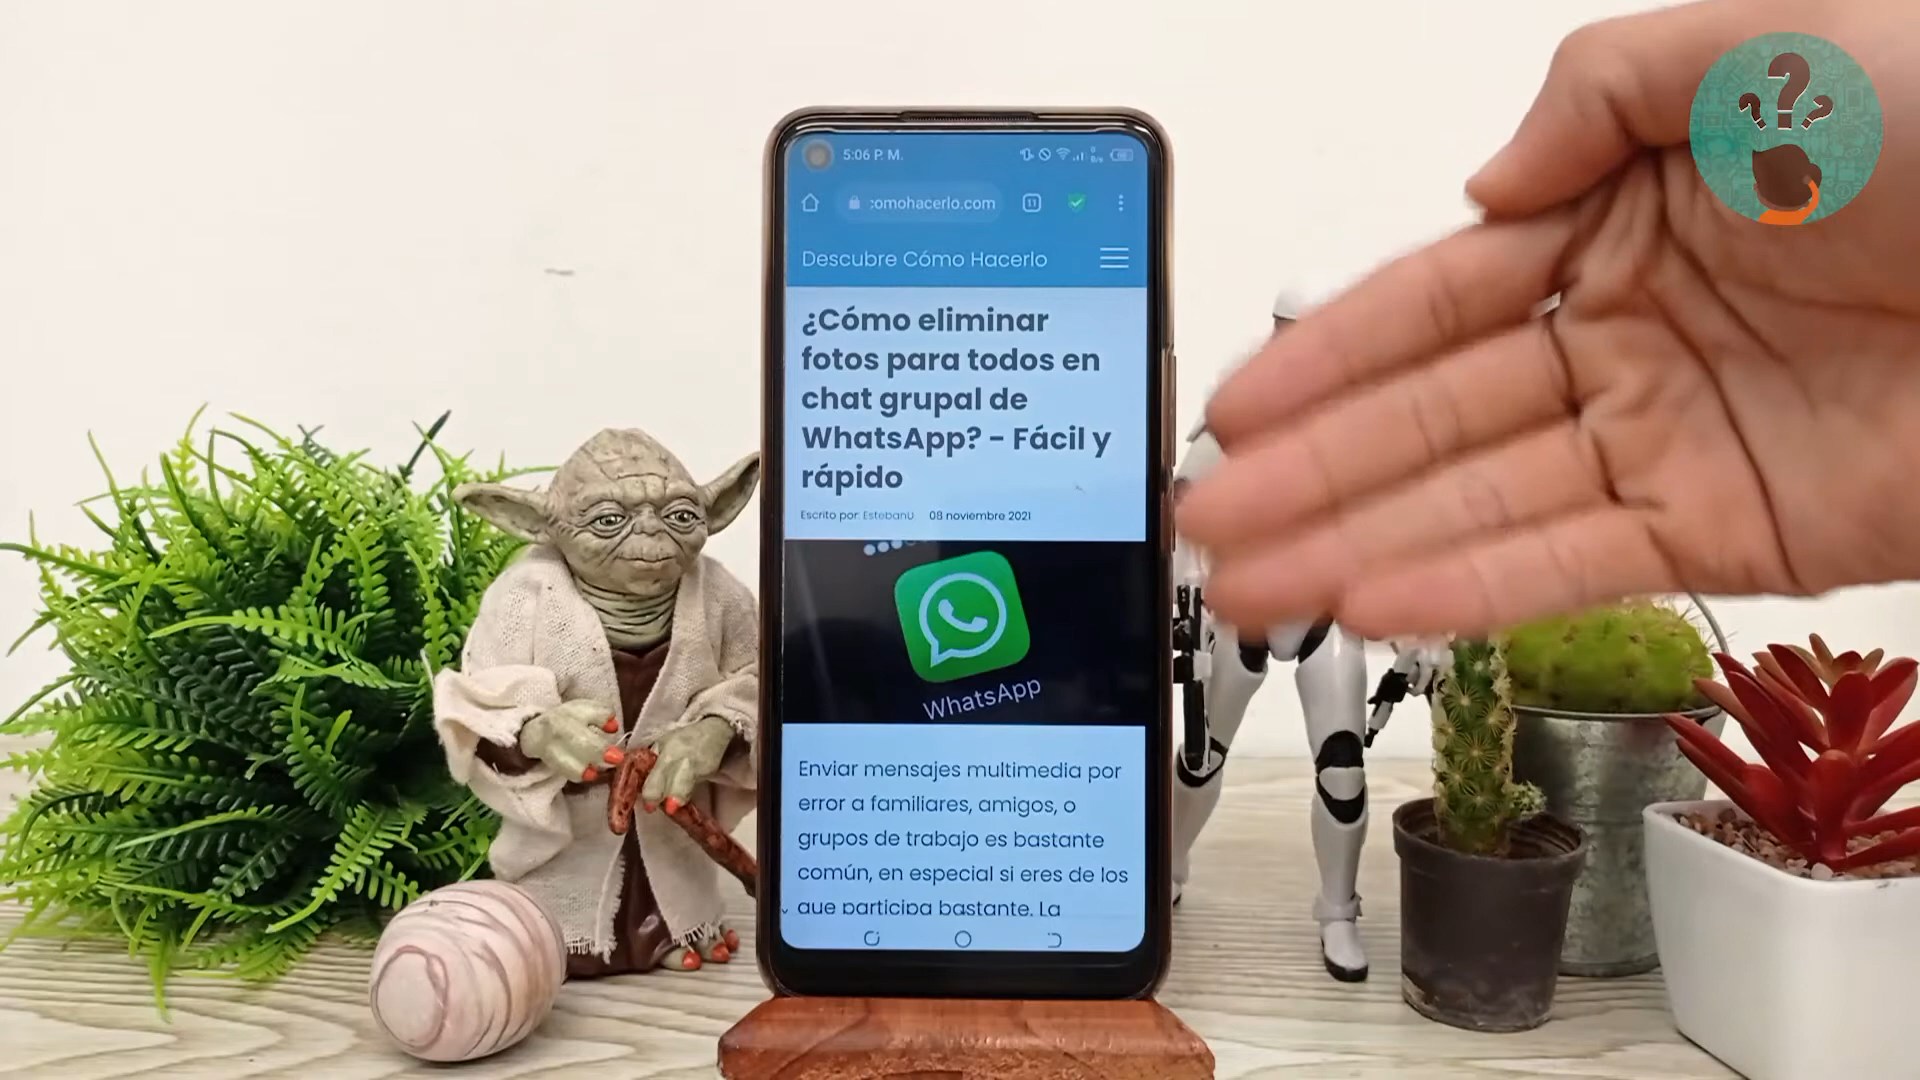 5:06 P. M.
:omohacerlo.com
11
Descubre Cómo Hacerlo
¿Cómo eliminar
fotos para todos en
chat grupal de
WhatsApp? - Fácil y
rápido
Escrito por: EstebanU 08 noviembre 2021
WhatsApp
Enviar mensajes multimedia por
error a familiares, amigos, o
grupos de trabajo es bastante
común, en especial si eres de los
que participa bastante. La
???